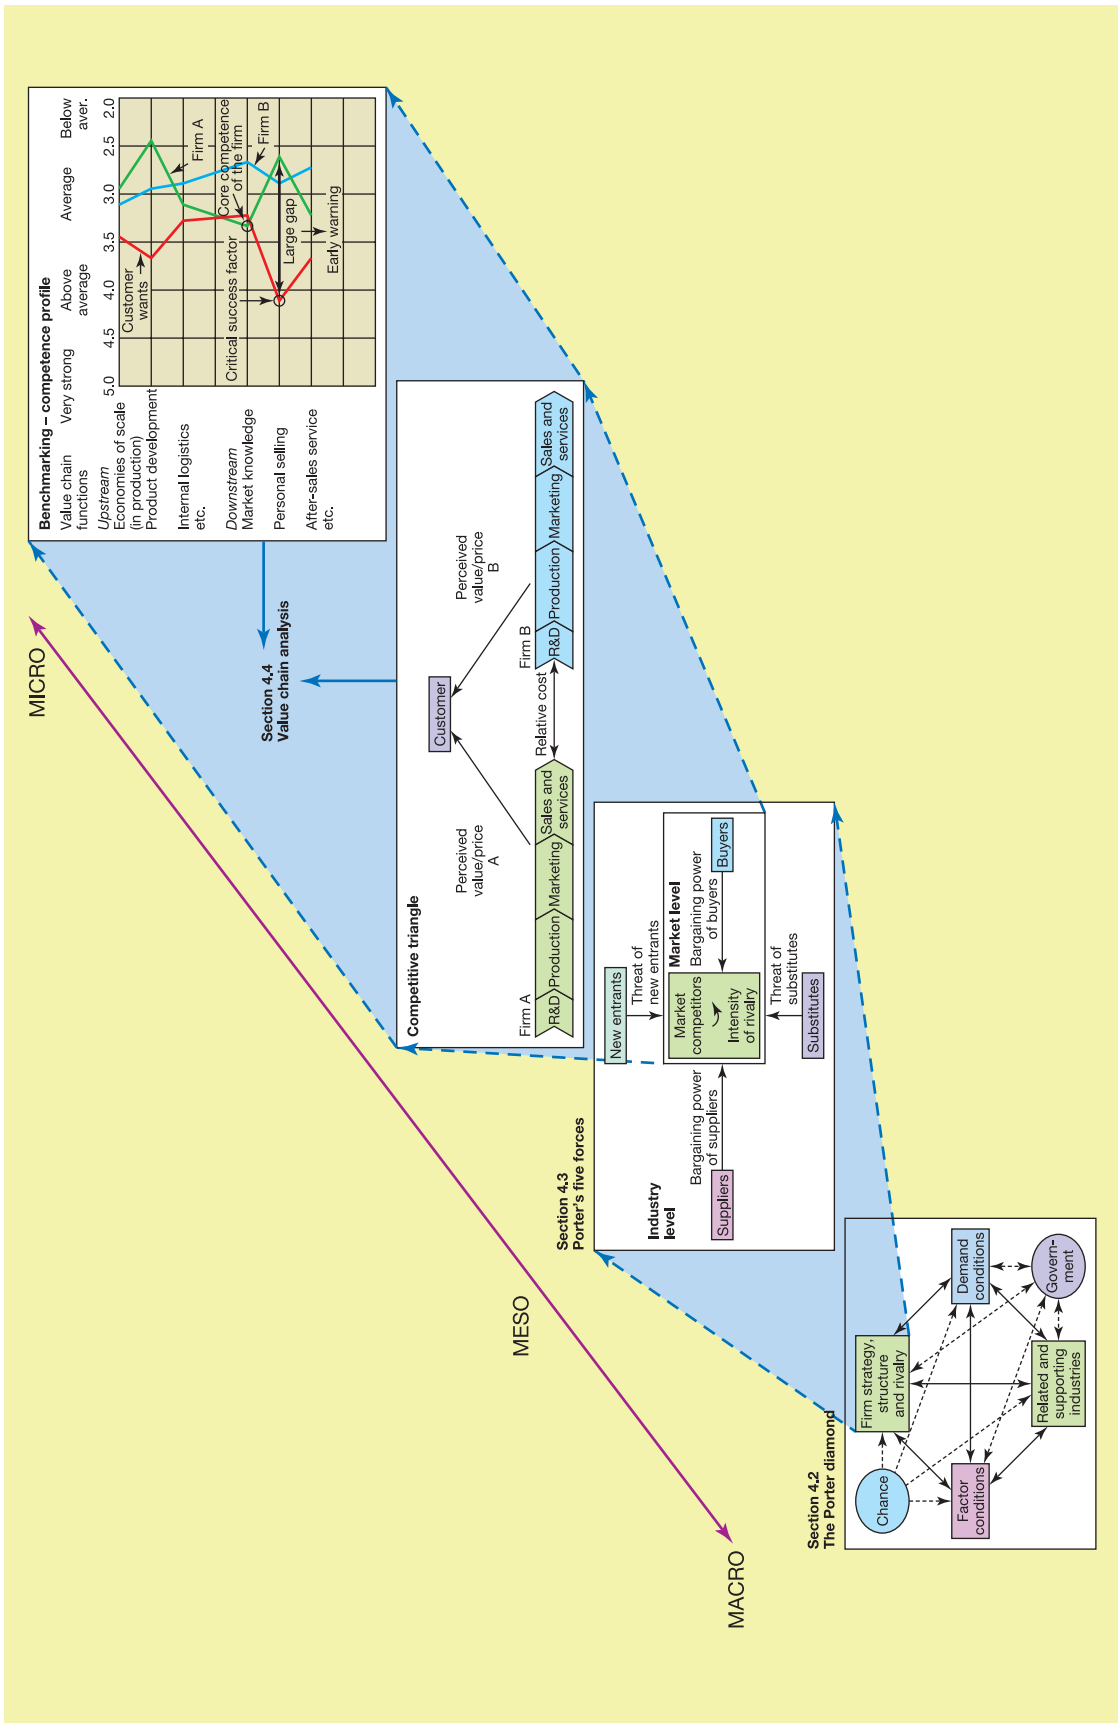 MICRO
MESO
MACRO
Benchmarking – competence profile
Value chain
functions
Very strong
Above
average
Average
Below
aver.
5.0
4.5
4.0
3.5
3.0
2.5
2.0
Upstream
Economies of scale
(in production)
Product development
Internal logistics
etc.
Downstream
Market knowledge
Personal selling
After-sales service
etc.
Customer
wants
Firm A
Core competence
of the firm
Firm B
Critical success factor
Large gap
Early warning
Section 4.4
Value chain analysis
Competitive triangle
Customer
Perceived
value/price
A
Perceived
value/price
B
Firm A
R&D
Production
Marketing
Sales and
services
Relative cost
Firm B
R&D
Production
Marketing
Sales and
services
Section 4.3
Porter's five forces
Industry
level
New entrants
Threat of
new entrants
Market level
Suppliers
Bargaining power
of suppliers
Market
competitors
Intensity
of rivalry
Bargaining power
of buyers
Buyers
Threat of
substitutes
Substitutes
Section 4.2
The Porter diamond
Chance
Firm strategy,
structure
and rivalry
Factor
conditions
Demand
conditions
Related and
supporting
industries
Govern-
ment